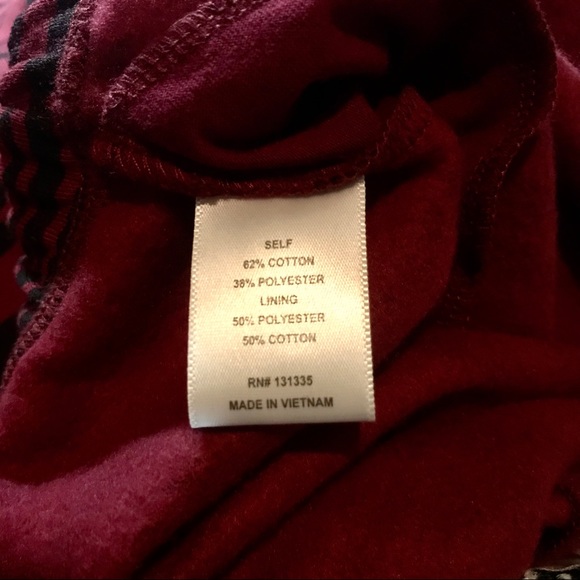 SELF
62% COTTON
38% POLYESTER
LINING
50% POLYESTER
50% COTTON
RN# 131335
MADE IN VIETNAM